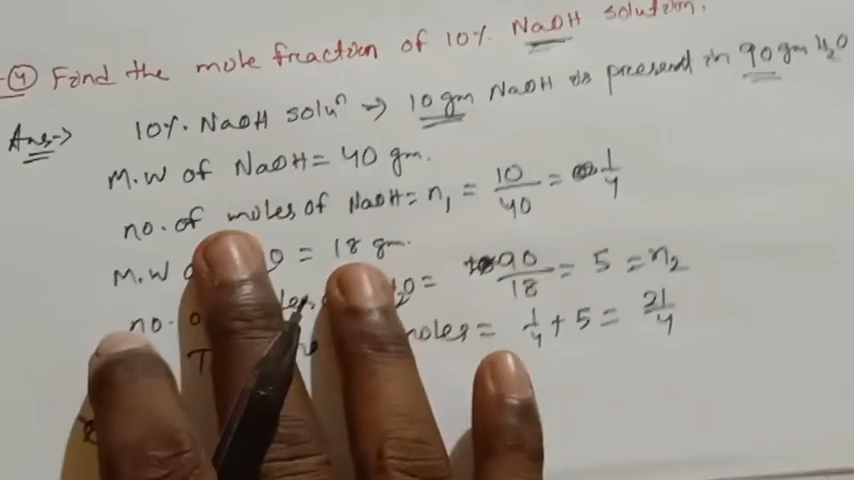 ④ Find the mole fraction of 10% NaOH solution.
Ans→ 10% NaOH soluⁿ → 10 gm NaOH is present in 90 gm H2O
M.W of NaOH = 40 gm.
no. of moles of NaOH = n₁ = 10/40 = 1/4
M.W = 18 gm.
no. = 90/18 = 5 = n₂
moles = 1/4 + 5 = 21/4